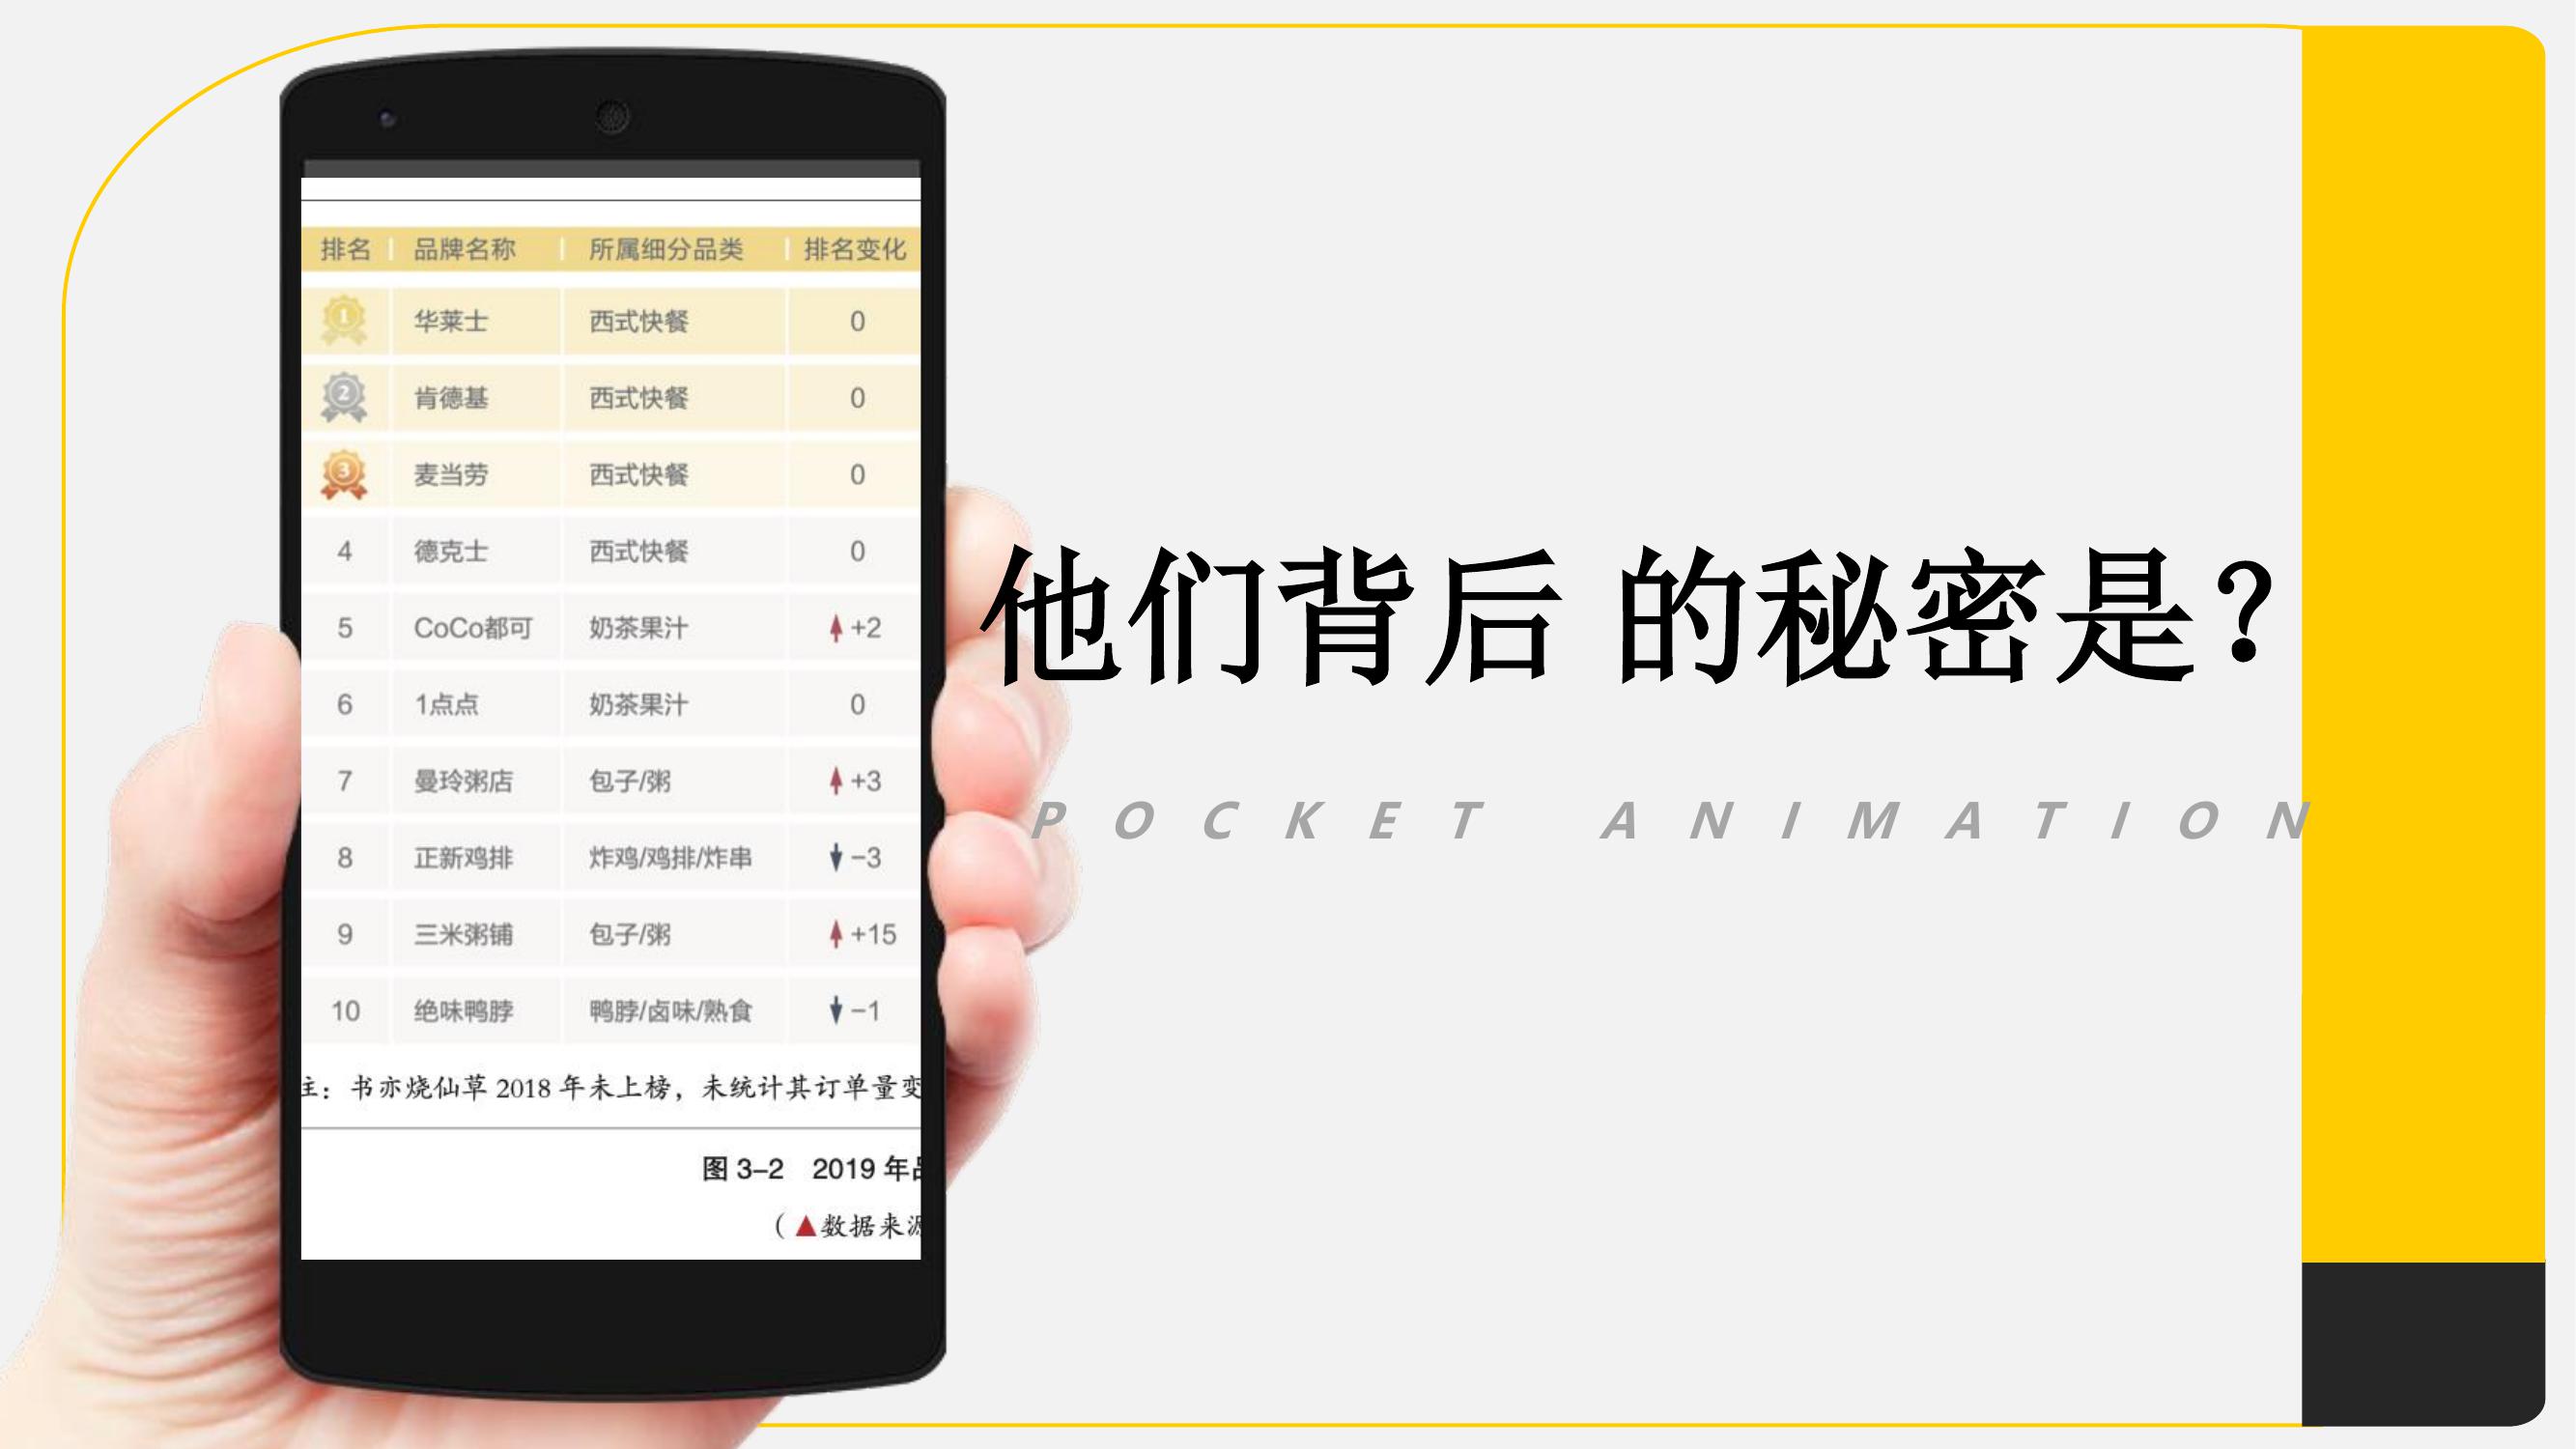 排名 品牌名称 所属细分品类 排名变化
1 华莱士 西式快餐 0
2 肯德基 西式快餐 0
3 麦当劳 西式快餐 0
4 德克士 西式快餐 0
5 CoCo都可 奶茶果汁 +2
6 1点点 奶茶果汁 0
7 曼玲粥店 包子/粥 +3
8 正新鸡排 炸鸡/鸡排/炸串 −3
9 三米粥铺 包子/粥 +15
10 绝味鸭脖 鸭脖/卤味/熟食 −1
：书亦烧仙草 2018 年未上榜，未统计其订单量变
图 3–2 2019 年
（▲数据来源
他们背后 的秘密是？
POCKET ANIMATION